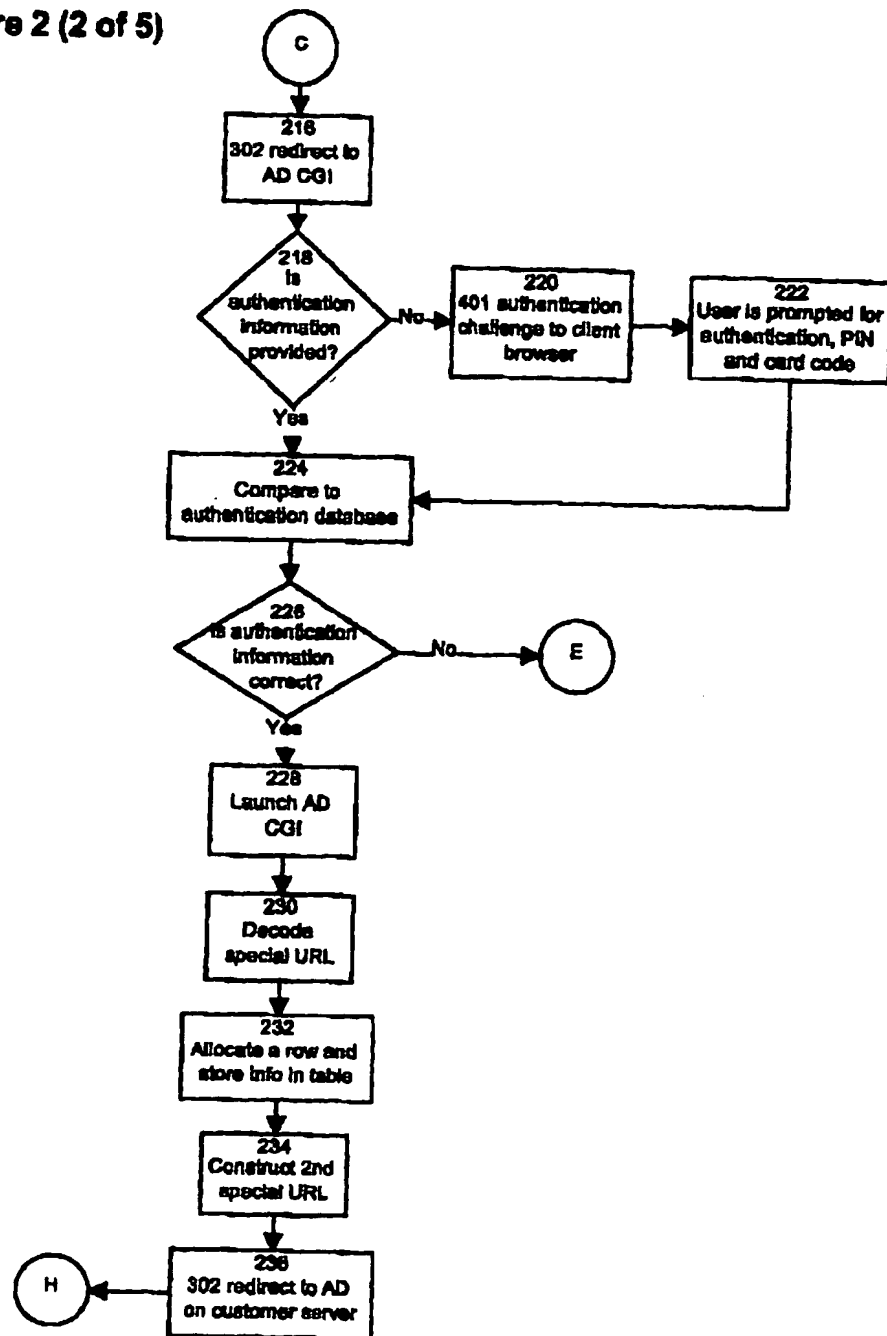 re 2 (2 of 5)
C
216
302 redirect to
AD CGI
218
Is
authentication
information
provided?
No
220
401 authentication
challenge to client
browser
222
User is prompted for
authentication, PIN
and card code
Yes
224
Compare to
authentication database
226
Is authentication
information
correct?
No
E
Yes
228
Launch AD
CGI
230
Decode
special URL
232
Allocate a row and
store info in table
234
Construct 2nd
special URL
236
302 redirect to AD
on customer server
H